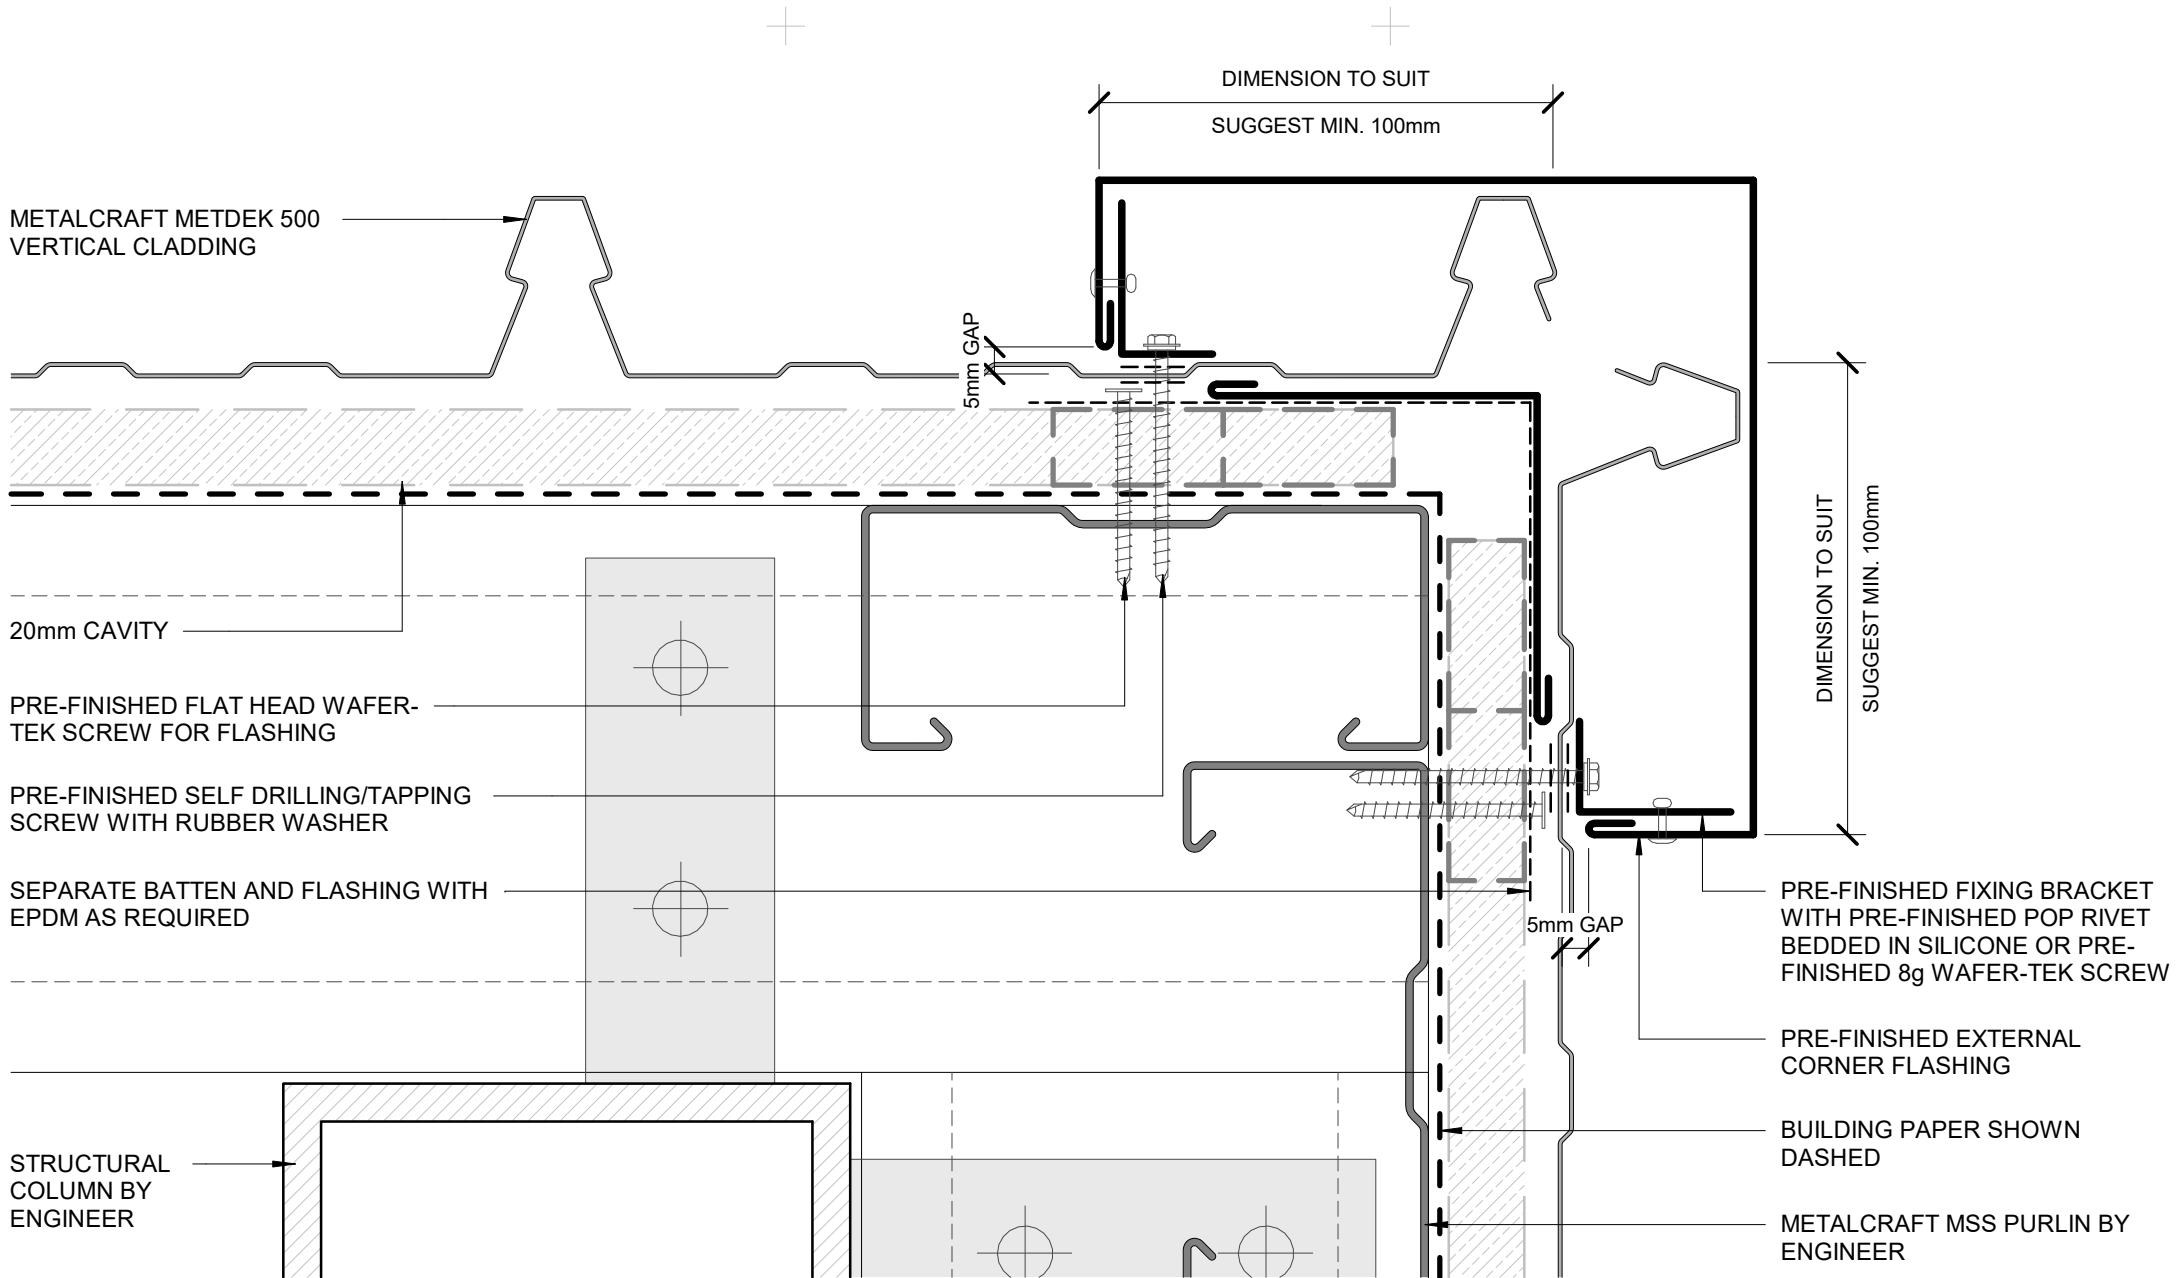 DIMENSION TO SUIT
SUGGEST MIN. 100mm
METALCRAFT METDEK 500
VERTICAL CLADDING
5mm GAP
20mm CAVITY
PRE-FINISHED FLAT HEAD WAFER-
TEK SCREW FOR FLASHING
PRE-FINISHED SELF DRILLING/TAPPING
SCREW WITH RUBBER WASHER
SEPARATE BATTEN AND FLASHING WITH
EPDM AS REQUIRED
STRUCTURAL
COLUMN BY
ENGINEER
DIMENSION TO SUIT
SUGGEST MIN. 100mm
5mm GAP
PRE-FINISHED FIXING BRACKET
WITH PRE-FINISHED POP RIVET
BEDDED IN SILICONE OR PRE-
FINISHED 8g WAFER-TEK SCREW
PRE-FINISHED EXTERNAL
CORNER FLASHING
BUILDING PAPER SHOWN
DASHED
METALCRAFT MSS PURLIN BY
ENGINEER